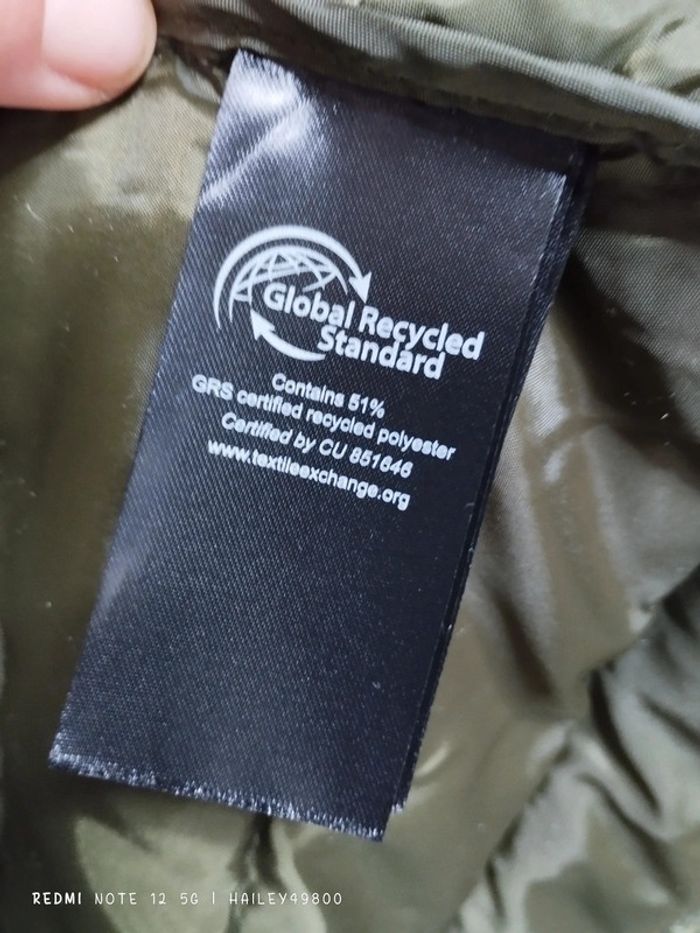 Global Recycled
Standard
Contains 51%
GRS certified recycled polyester
Certified by CU 851646
www.textileexchange.org
REDMI NOTE 12 5G | HAILEY49800